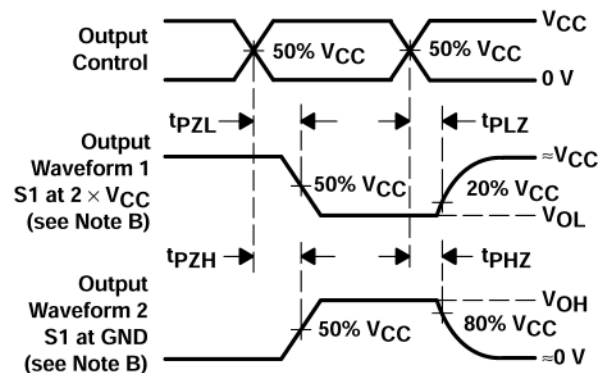 Output
Control
50% VCC
50% VCC
VCC
0 V
tPZL
tPLZ
Output
Waveform 1
S1 at 2 × VCC
(see Note B)
50% VCC
20% VCC
≈VCC
VOL
tPZH
tPHZ
Output
Waveform 2
S1 at GND
(see Note B)
50% VCC
80% VCC
VOH
≈0 V